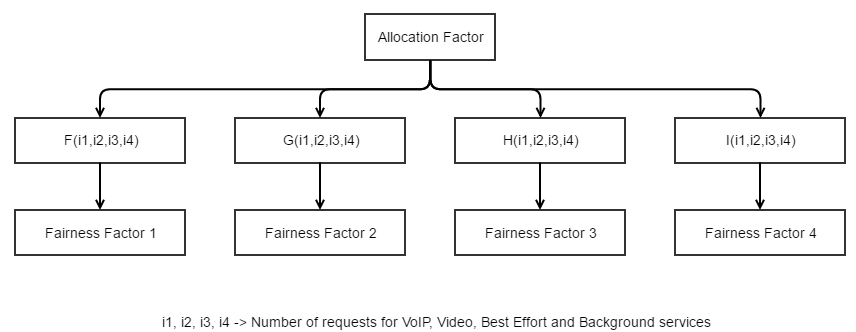 Allocation Factor
F(i1,i2,i3,i4)
G(i1,i2,i3,i4)
H(i1,i2,i3,i4)
I(i1,i2,i3,i4)
Fairness Factor 1
Fairness Factor 2
Fairness Factor 3
Fairness Factor 4
i1, i2, i3, i4 -> Number of requests for VoIP, Video, Best Effort and Background services